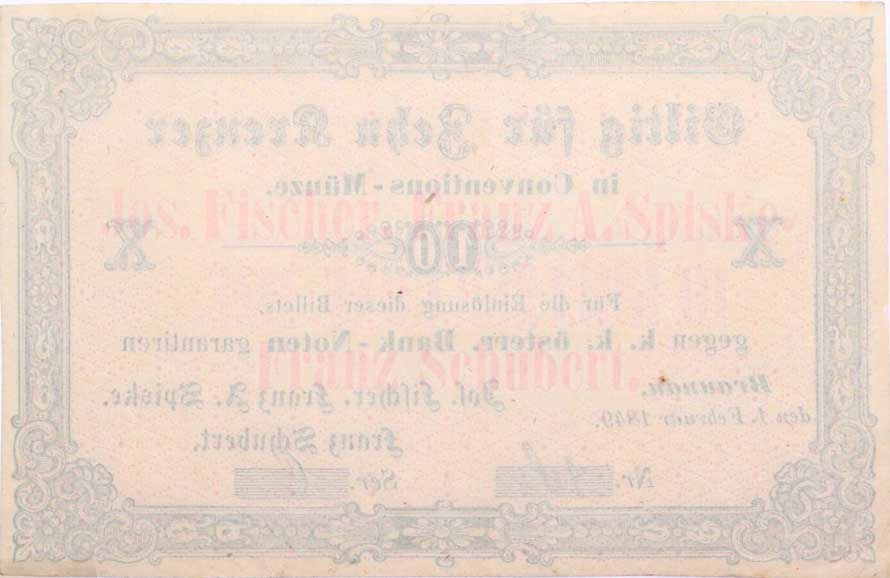 Giltig für Zehn Kreuzer
in Conventions-Münze.
Jos. Fischer. Franz A. Spiske.
X X
Für die Einlösung dieser Billets,
gegen k. k. österr. Bank-Noten garantiren
Franz Schubert.
Braunau,
den 1. Februar 1849.
Jos. Fischer. Franz A. Spiske.
Franz Schubert.
Nr. Ser.